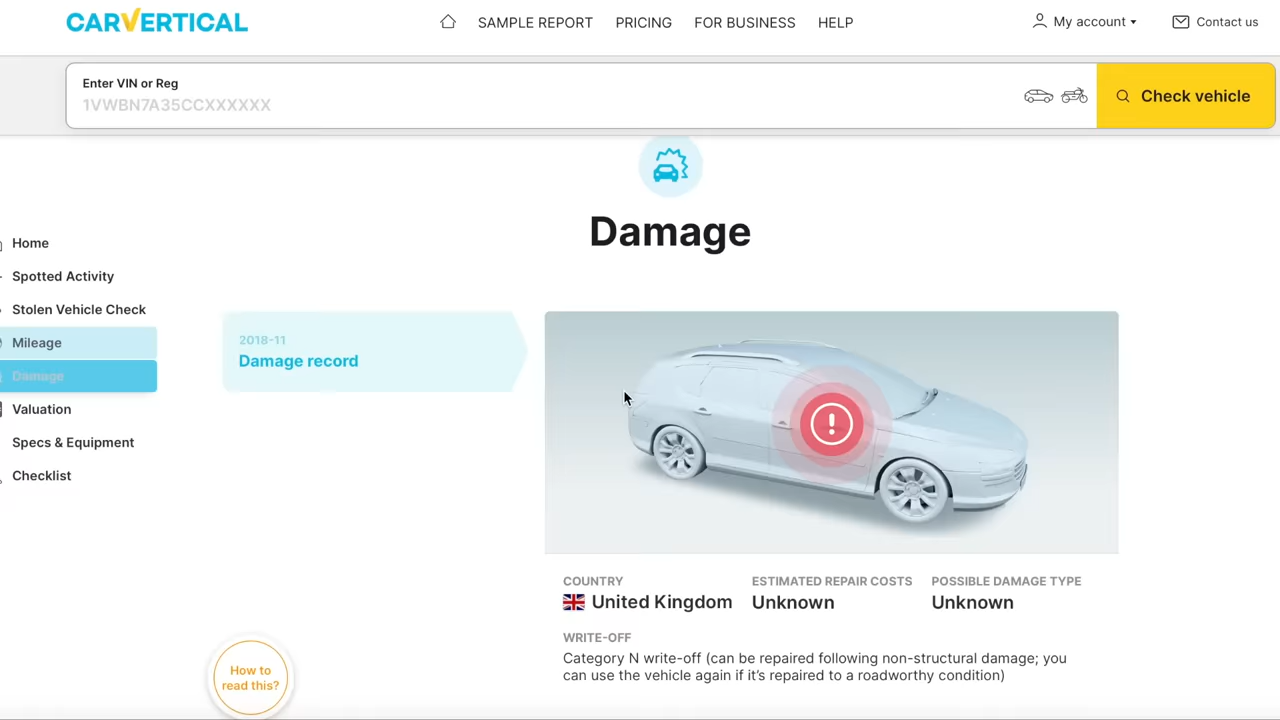 CARVERTICAL
SAMPLE REPORT
PRICING
FOR BUSINESS
HELP
My account
Contact us
Enter VIN or Reg
1VWBN7A35CCXXXXXX
Check vehicle
Damage
Home
Spotted Activity
Stolen Vehicle Check
Mileage
Damage
Valuation
Specs & Equipment
Checklist
2018-11
Damage record
COUNTRY
United Kingdom
ESTIMATED REPAIR COSTS
Unknown
POSSIBLE DAMAGE TYPE
Unknown
WRITE-OFF
Category N write-off (can be repaired following non-structural damage; you
can use the vehicle again if it's repaired to a roadworthy condition)
How to
read this?